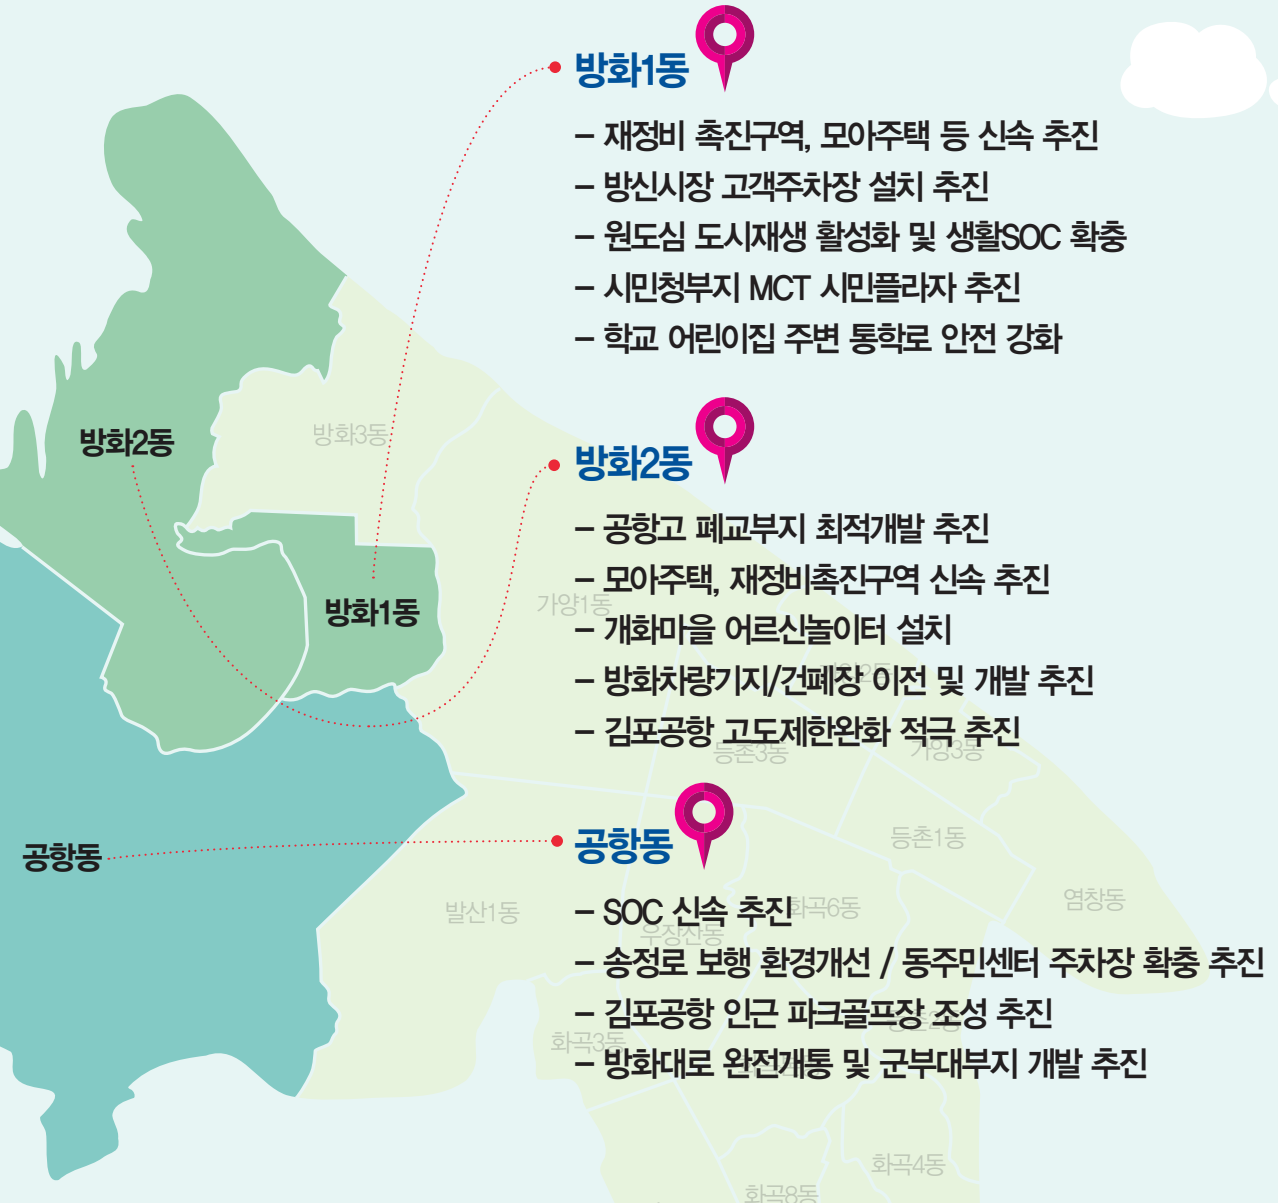 방화1동
- 재정비 촉진구역, 모아주택 등 신속 추진
- 방신시장 고객주차장 설치 추진
- 원도심 도시재생 활성화 및 생활SOC 확충
- 시민청부지 MCT 시민플라자 추진
- 학교 어린이집 주변 통학로 안전 강화
방화2동
- 공항고 폐교부지 최적개발 추진
- 모아주택, 재정비촉진구역 신속 추진
- 개화마을 어르신놀이터 설치
- 방화차량기지/건폐장 이전 및 개발 추진
- 김포공항 고도제한완화 적극 추진
공항동
- SOC 신속 추진
- 송정로 보행 환경개선 / 동주민센터 주차장 확충 추진
- 김포공항 인근 파크골프장 조성 추진
- 방화대로 완전개통 및 군부대부지 개발 추진
방화2동
방화3동
방화1동
가양1동
등촌3동
가양3동
공항동
등촌1동
발산1동
우장산동
화곡6동
염창동
화곡3동
화곡4동
화곡8동